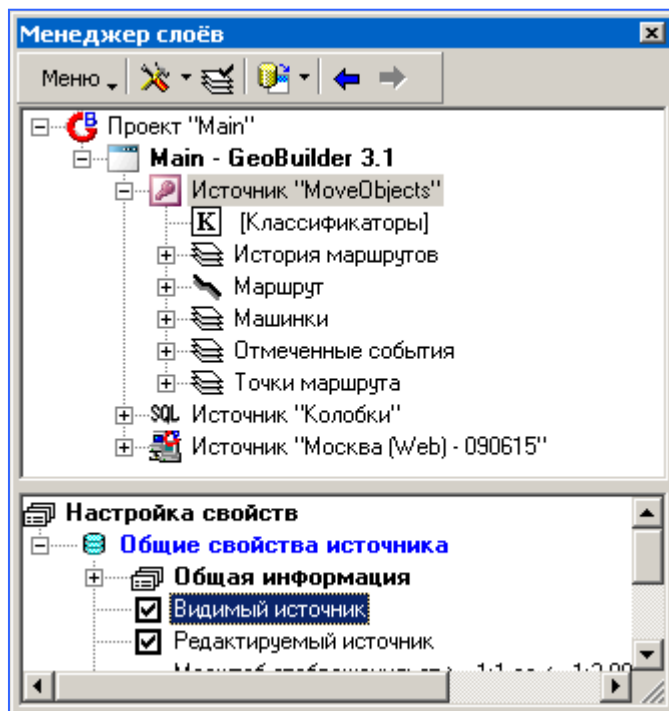 Менеджер слоёв
Меню
Проект "Main"
Main - GeoBuilder 3.1
Источник "MoveObjects"
K [Классификаторы]
История маршрутов
Маршрут
Машинки
Отмеченные события
Точки маршрута
SQL Источник "Колобки"
Источник "Москва (Web) - 090615"
Настройка свойств
Общие свойства источника
Общая информация
Видимый источник
Редактируемый источник